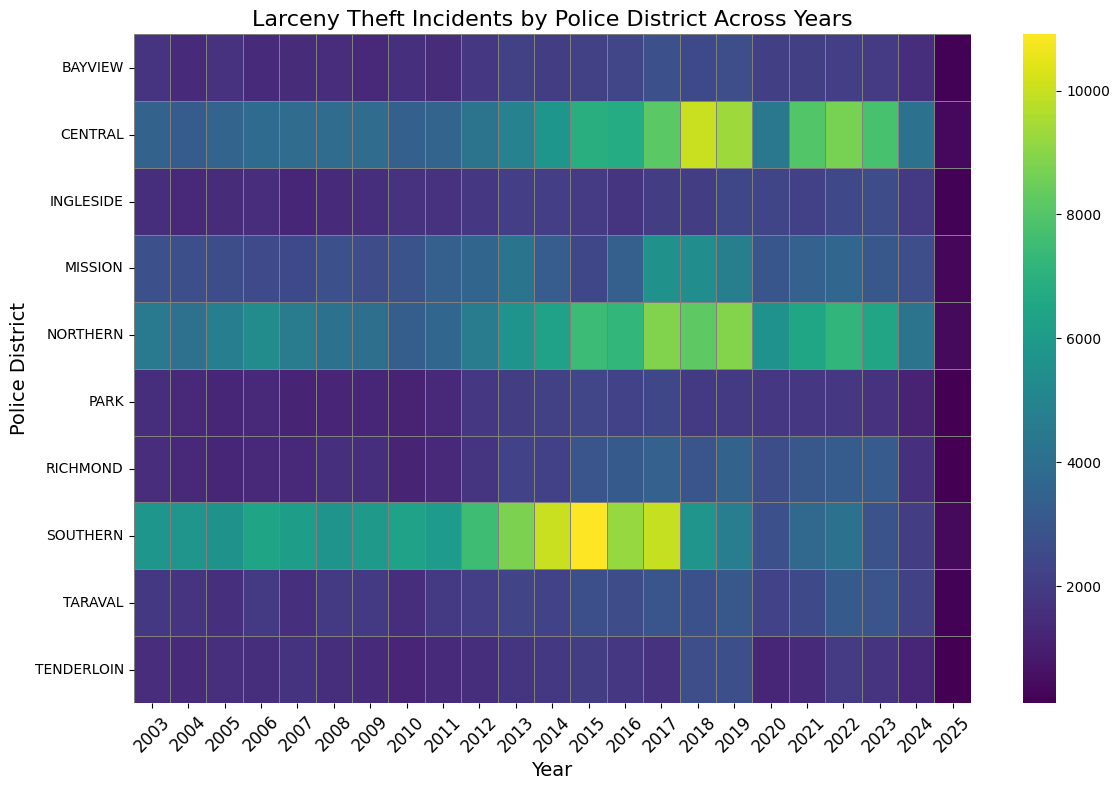 Larceny Theft Incidents by Police District Across Years
Police District
BAYVIEW
CENTRAL
INGLESIDE
MISSION
NORTHERN
PARK
RICHMOND
SOUTHERN
TARAVAL
TENDERLOIN
2003 2004 2005 2006 2007 2008 2009 2010 2011 2012 2013 2014 2015 2016 2017 2018 2019 2020 2021 2022 2023 2024 2025
Year
10000
8000
6000
4000
2000